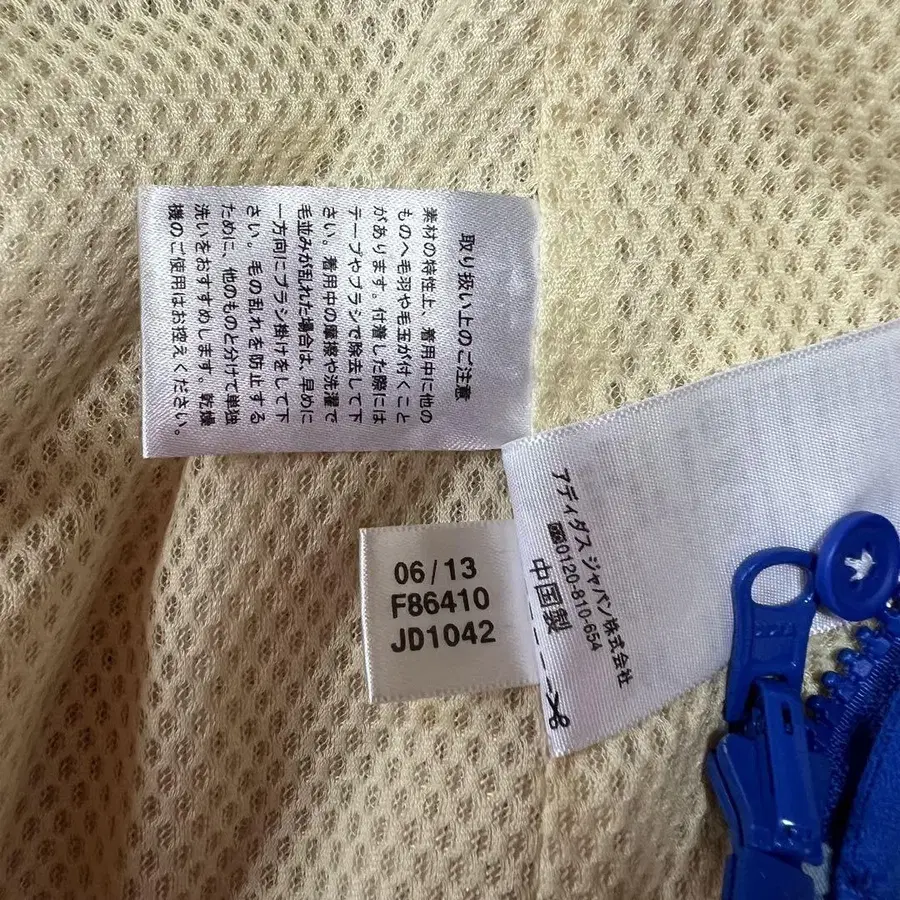 取り扱い上のご注意
素材の特性上、着用中に他の
ものへ毛羽や毛玉が付くこと
があります。付着した際には
テープやブラシで除去して下
さい。着用中の摩擦や洗濯で
毛並みが乱れた場合は、早めに
一方向にブラシ掛けをして下
さい。毛の乱れを防止する
ために、他のものと分けて単独
洗いをおすすめします。乾燥
機のご使用はお控えください。
アディダス ジャパン株式会社
☎0120-810-654
中国製
06/13
F86410
JD1042